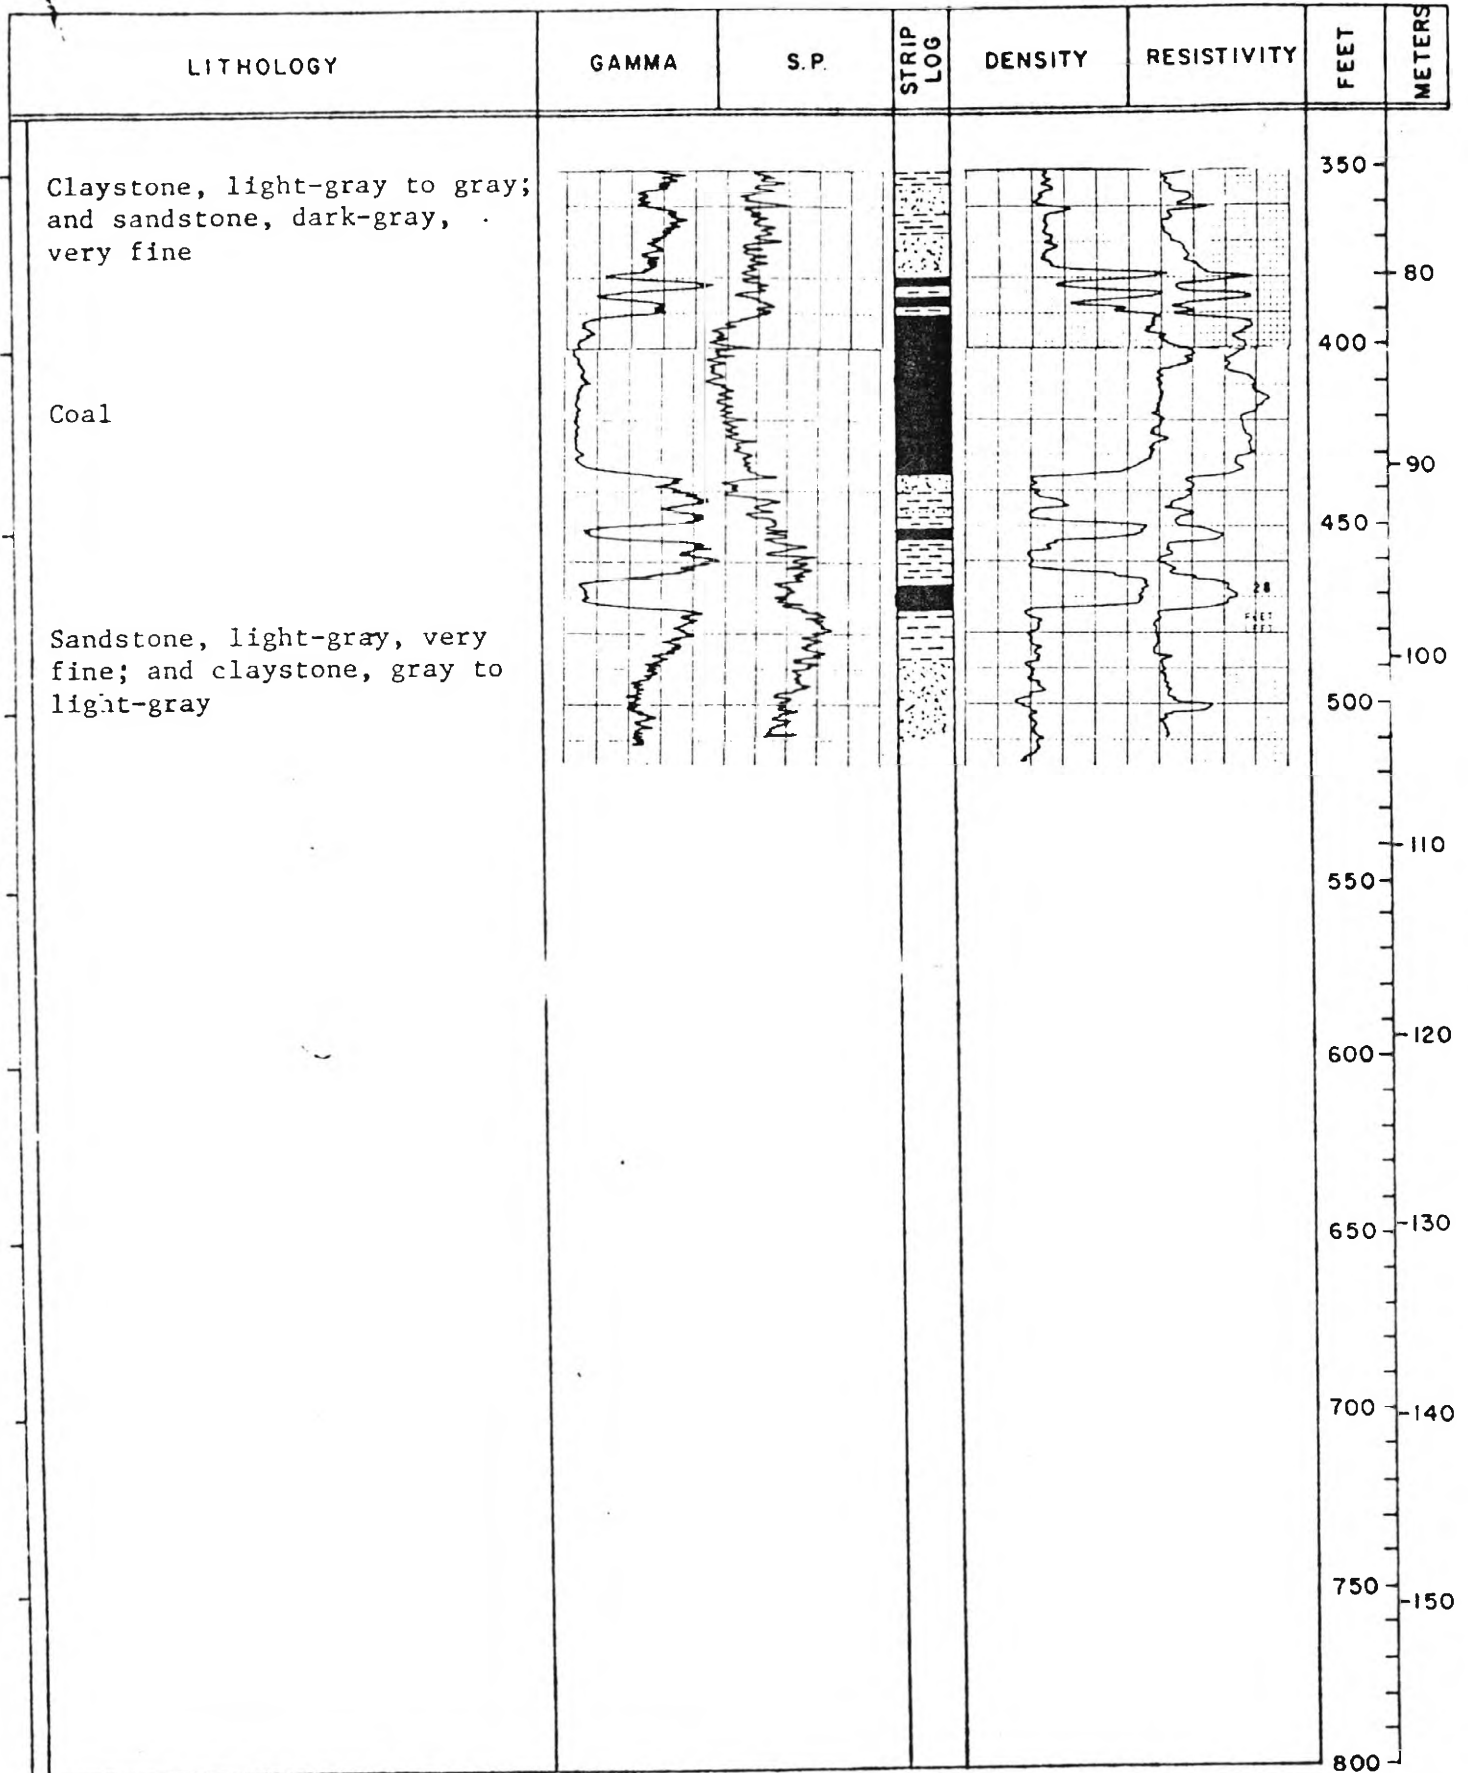 LITHOLOGY GAMMA S.P. STRIP LOG DENSITY RESISTIVITY FEET METERS
Claystone, light-gray to gray;
and sandstone, dark-gray,
very fine
Coal
Sandstone, light-gray, very
fine; and claystone, gray to
light-gray
28
FEET
350
80
400
90
450
100
500
110
550
120
600
130
650
700
140
750
150
800